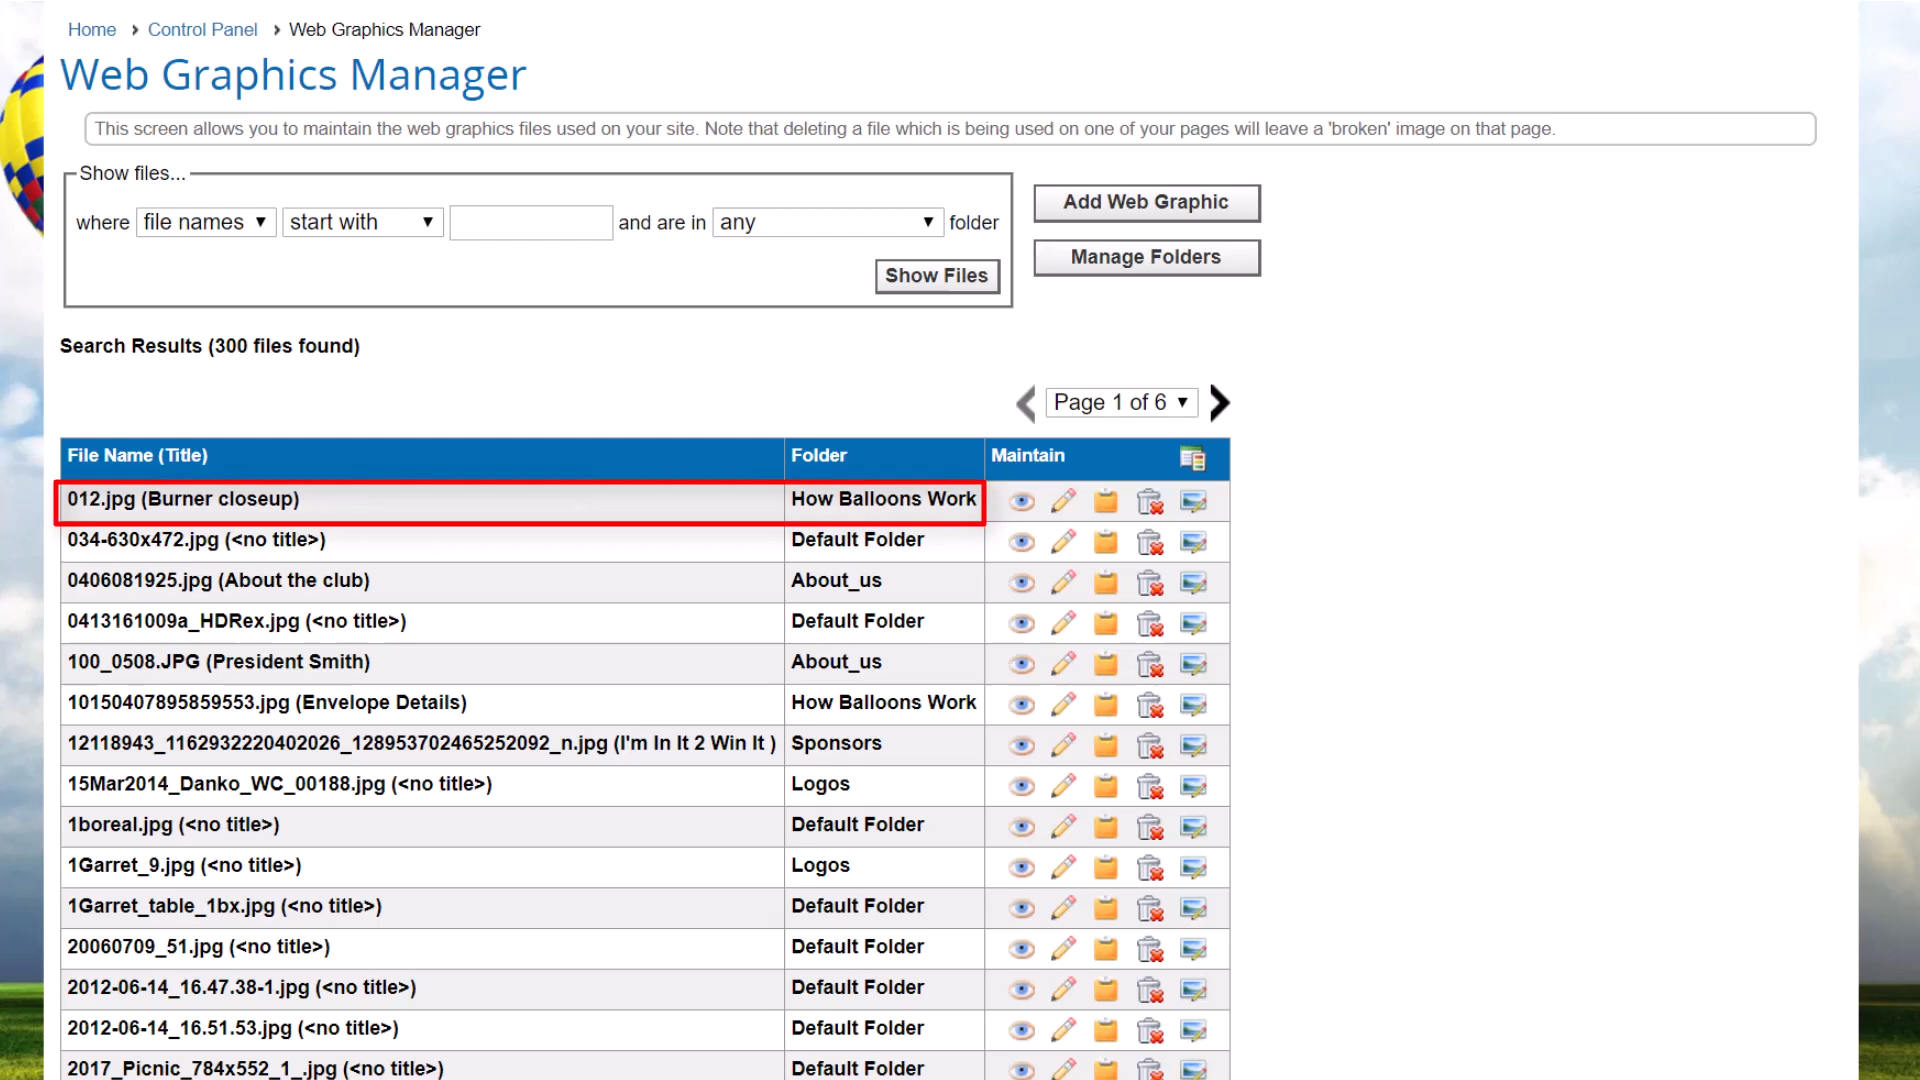 Home › Control Panel › Web Graphics Manager
Web Graphics Manager
This screen allows you to maintain the web graphics files used on your site. Note that deleting a file which is being used on one of your pages will leave a 'broken' image on that page.
Show files...
where file names ▼ start with ▼ and are in any ▼ folder
Show Files
Add Web Graphic
Manage Folders
Search Results (300 files found)
Page 1 of 6 ▼
File Name (Title) Folder Maintain
012.jpg (Burner closeup) How Balloons Work
034-630x472.jpg (<no title>) Default Folder
0406081925.jpg (About the club) About_us
0413161009a_HDRex.jpg (<no title>) Default Folder
100_0508.JPG (President Smith) About_us
10150407895859553.jpg (Envelope Details) How Balloons Work
12118943_1162932220402026_128953702465252092_n.jpg (I'm In It 2 Win It ) Sponsors
15Mar2014_Danko_WC_00188.jpg (<no title>) Logos
1boreal.jpg (<no title>) Default Folder
1Garret_9.jpg (<no title>) Logos
1Garret_table_1bx.jpg (<no title>) Default Folder
20060709_51.jpg (<no title>) Default Folder
2012-06-14_16.47.38-1.jpg (<no title>) Default Folder
2012-06-14_16.51.53.jpg (<no title>) Default Folder
2017_Picnic_784x552_1_.jpg (<no title>) Default Folder